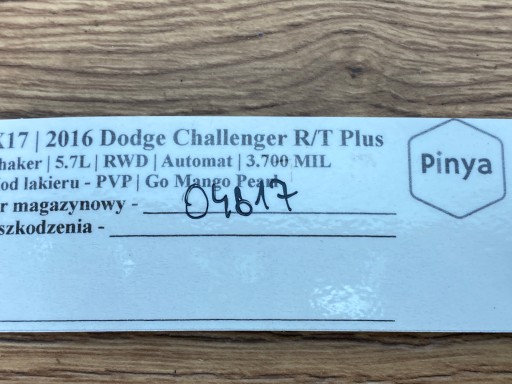 X17 | 2016 Dodge Challenger R/T Plus
haker | 5.7L | RWD | Automat | 3.700 MIL
od lakieru - PVP | Go Mango Pearl
r magazynowy - 04617
szkodzenia -
Pinya